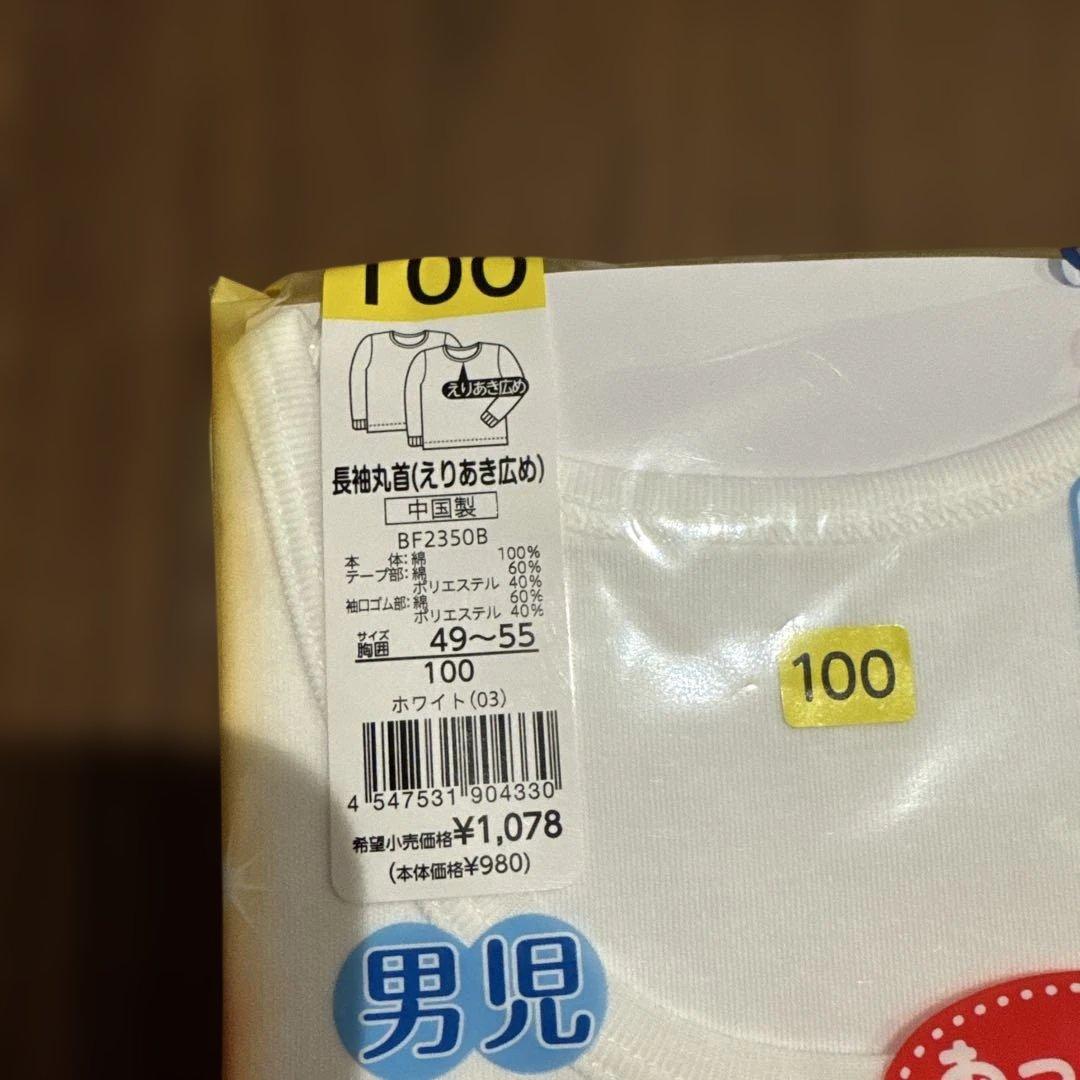 100
えりあき広め
長袖丸首(えりあき広め)
中国製
BF2350B
本 体:綿 100%
テープ部:綿 60%
ポリエステル 40%
袖口ゴム部:綿 60%
ポリエステル 40%
サイズ
胸囲 49〜55
100
ホワイト(03)
4 547531 904330
希望小売価格¥1,078
(本体価格¥980)
100
男児
あっ